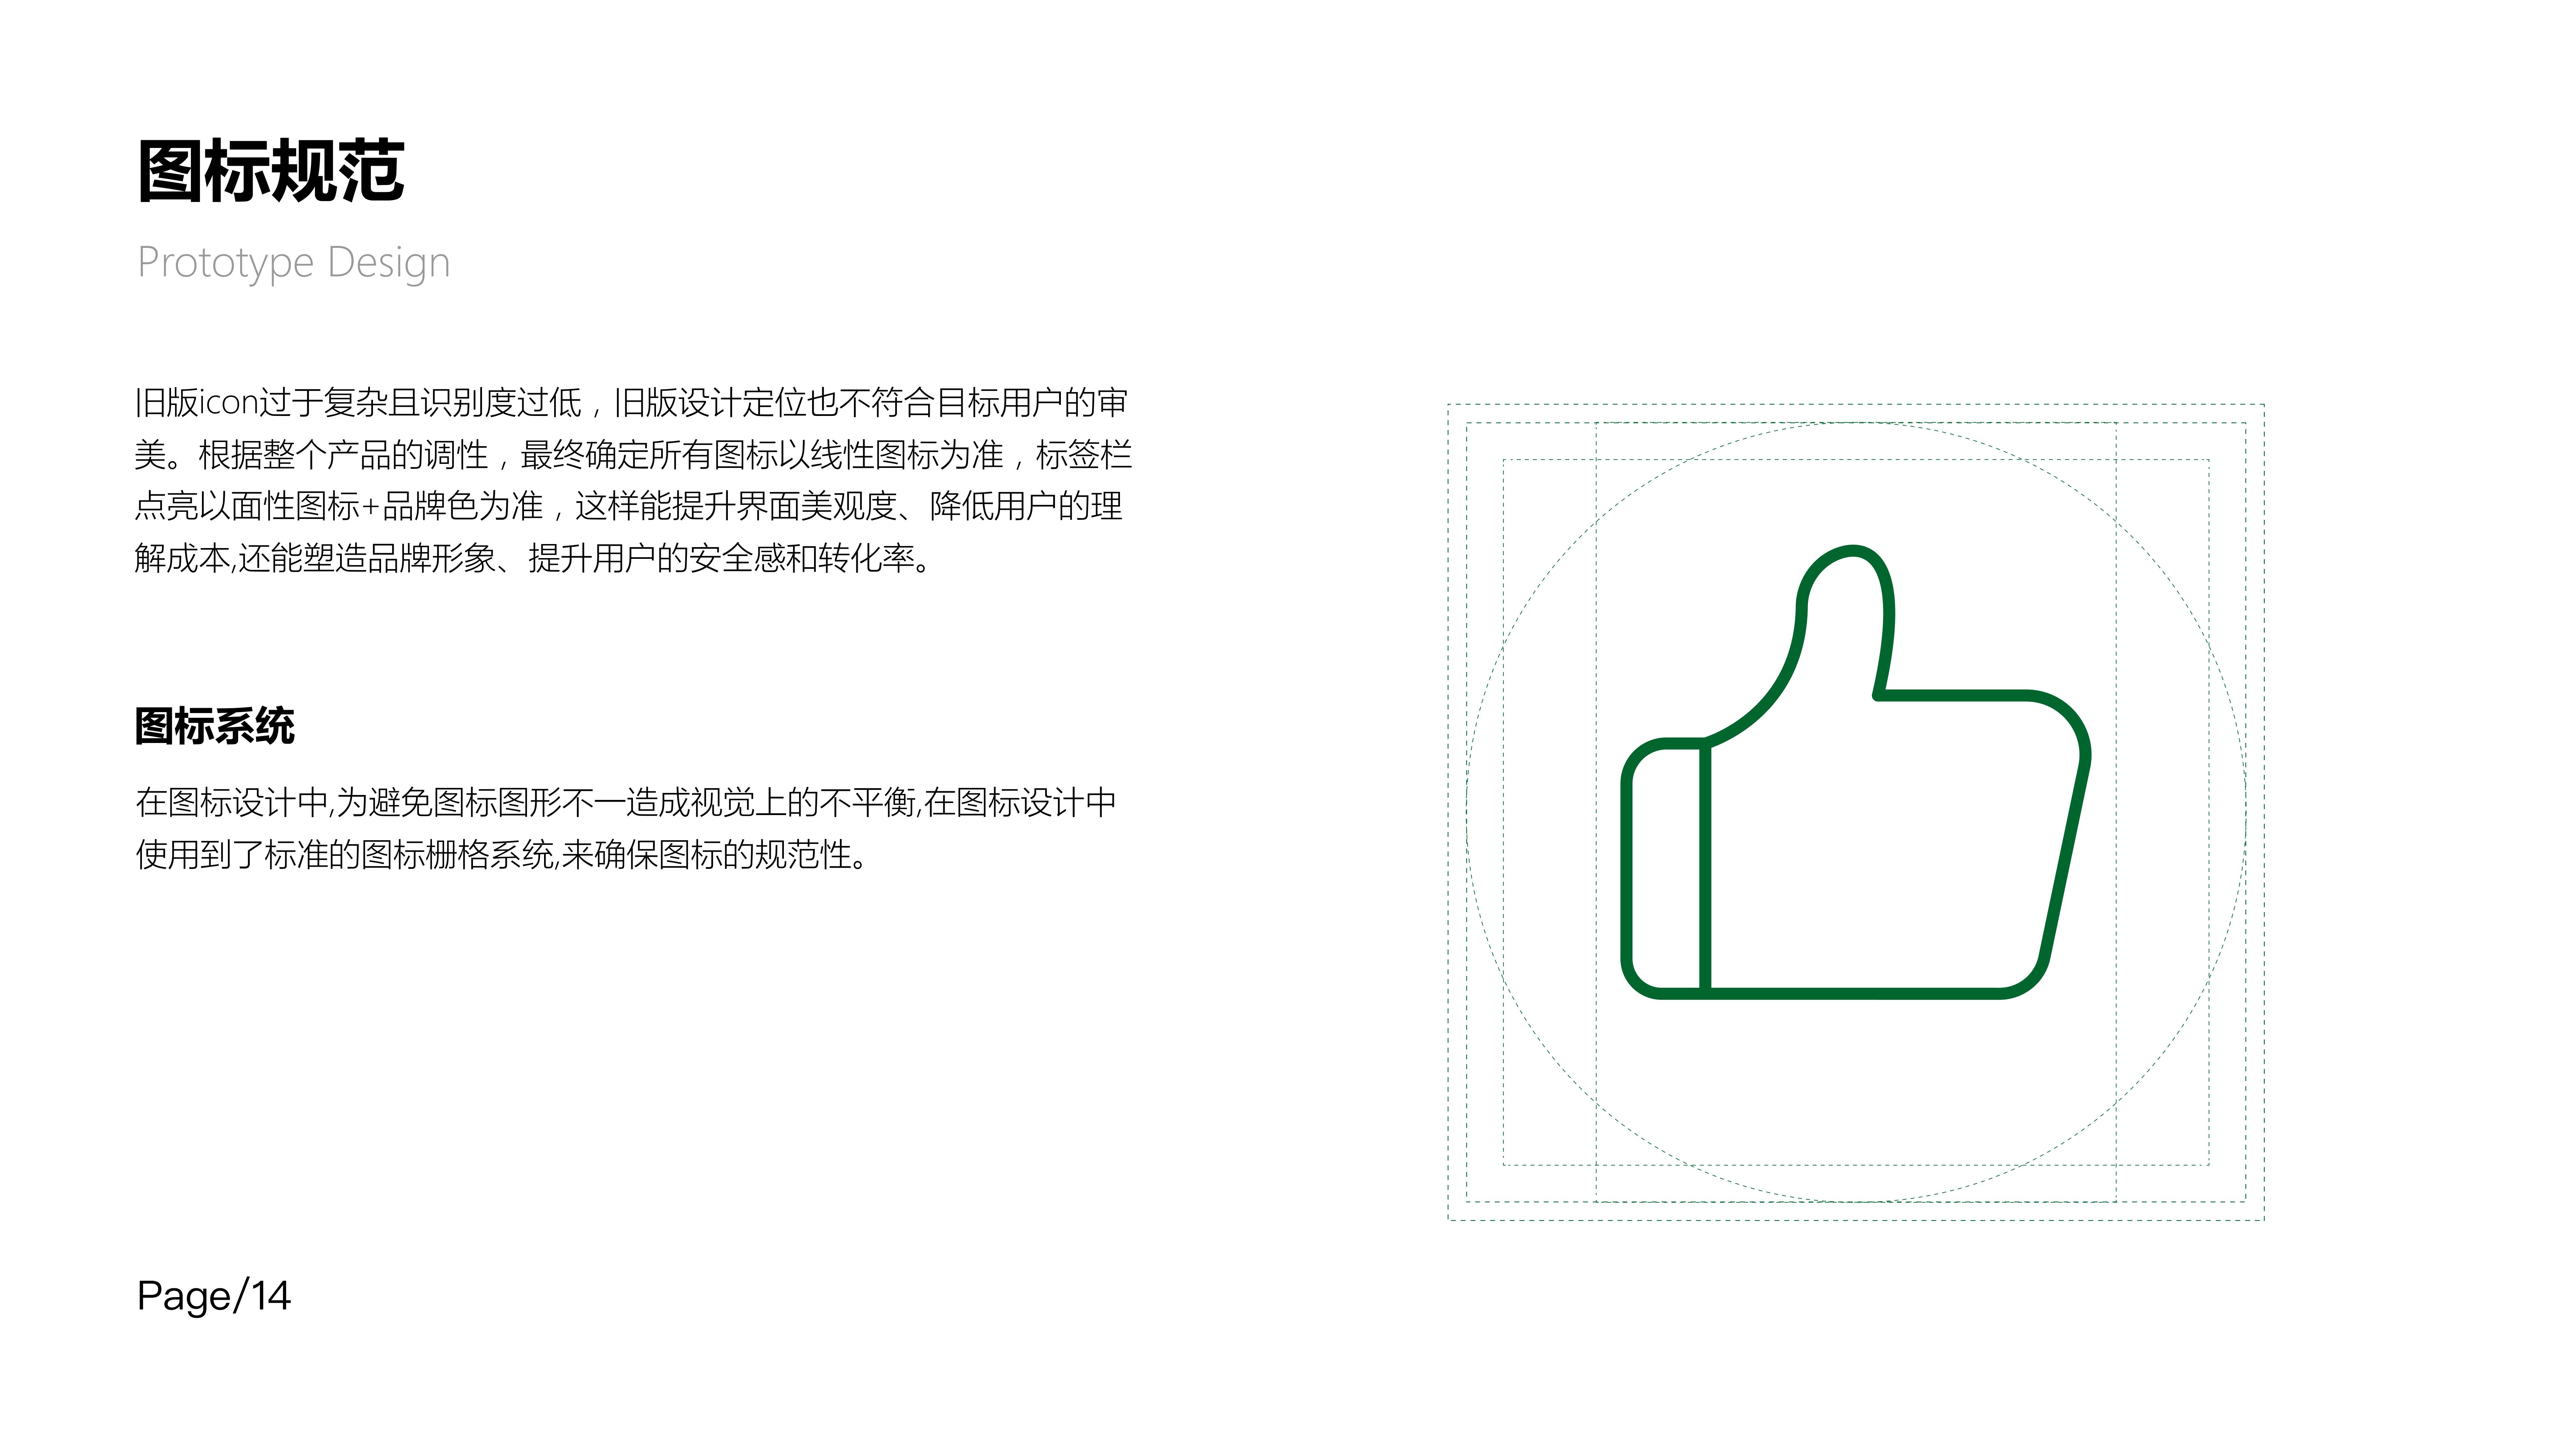 图标规范
Prototype Design
旧版icon过于复杂且识别度过低，旧版设计定位也不符合目标用户的审
美。根据整个产品的调性，最终确定所有图标以线性图标为准，标签栏
点亮以面性图标+品牌色为准，这样能提升界面美观度、降低用户的理
解成本,还能塑造品牌形象、提升用户的安全感和转化率。
图标系统
在图标设计中,为避免图标图形不一造成视觉上的不平衡,在图标设计中
使用到了标准的图标栅格系统,来确保图标的规范性。
Page/14